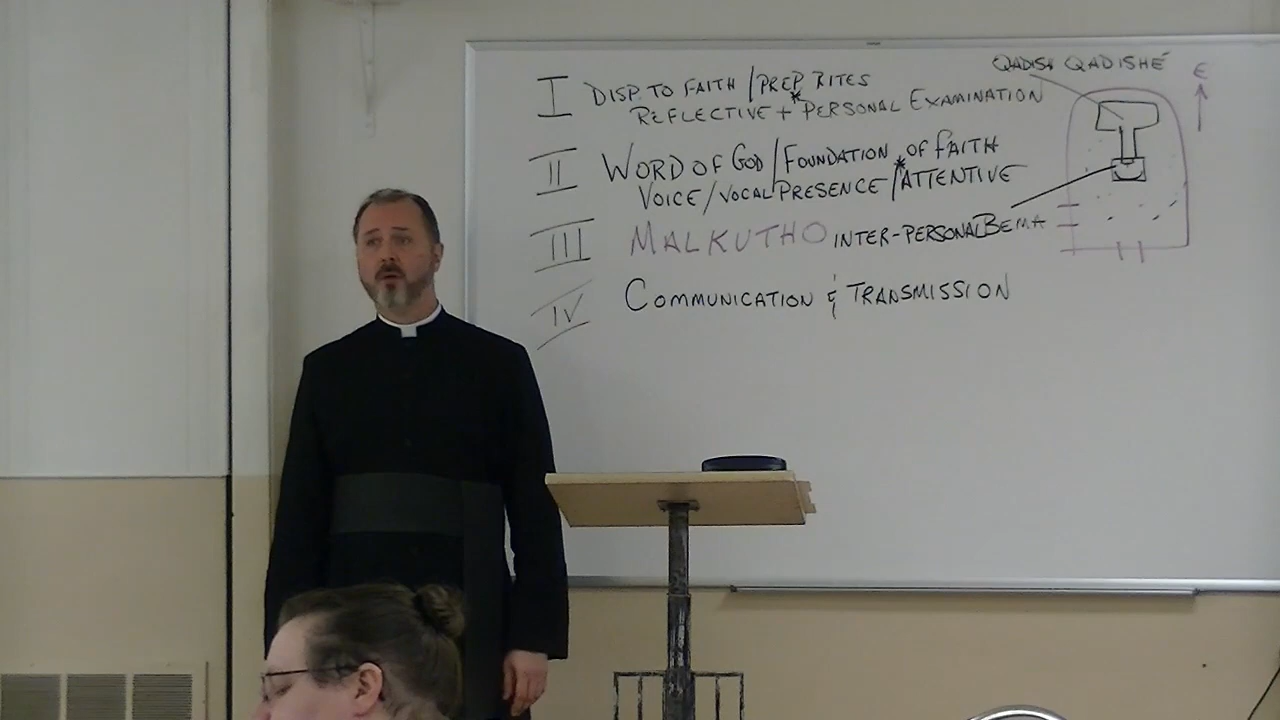 QADISH QADISHÉ
E
I DISP. TO FAITH / PREP RITES
REFLECTIVE + * PERSONAL EXAMINATION
II WORD OF GOD / FOUNDATION OF FAITH
VOICE / VOCAL PRESENCE / * ATTENTIVE
III MALKUTHO INTER-PERSONAL BEMA
IV COMMUNICATION & TRANSMISSION